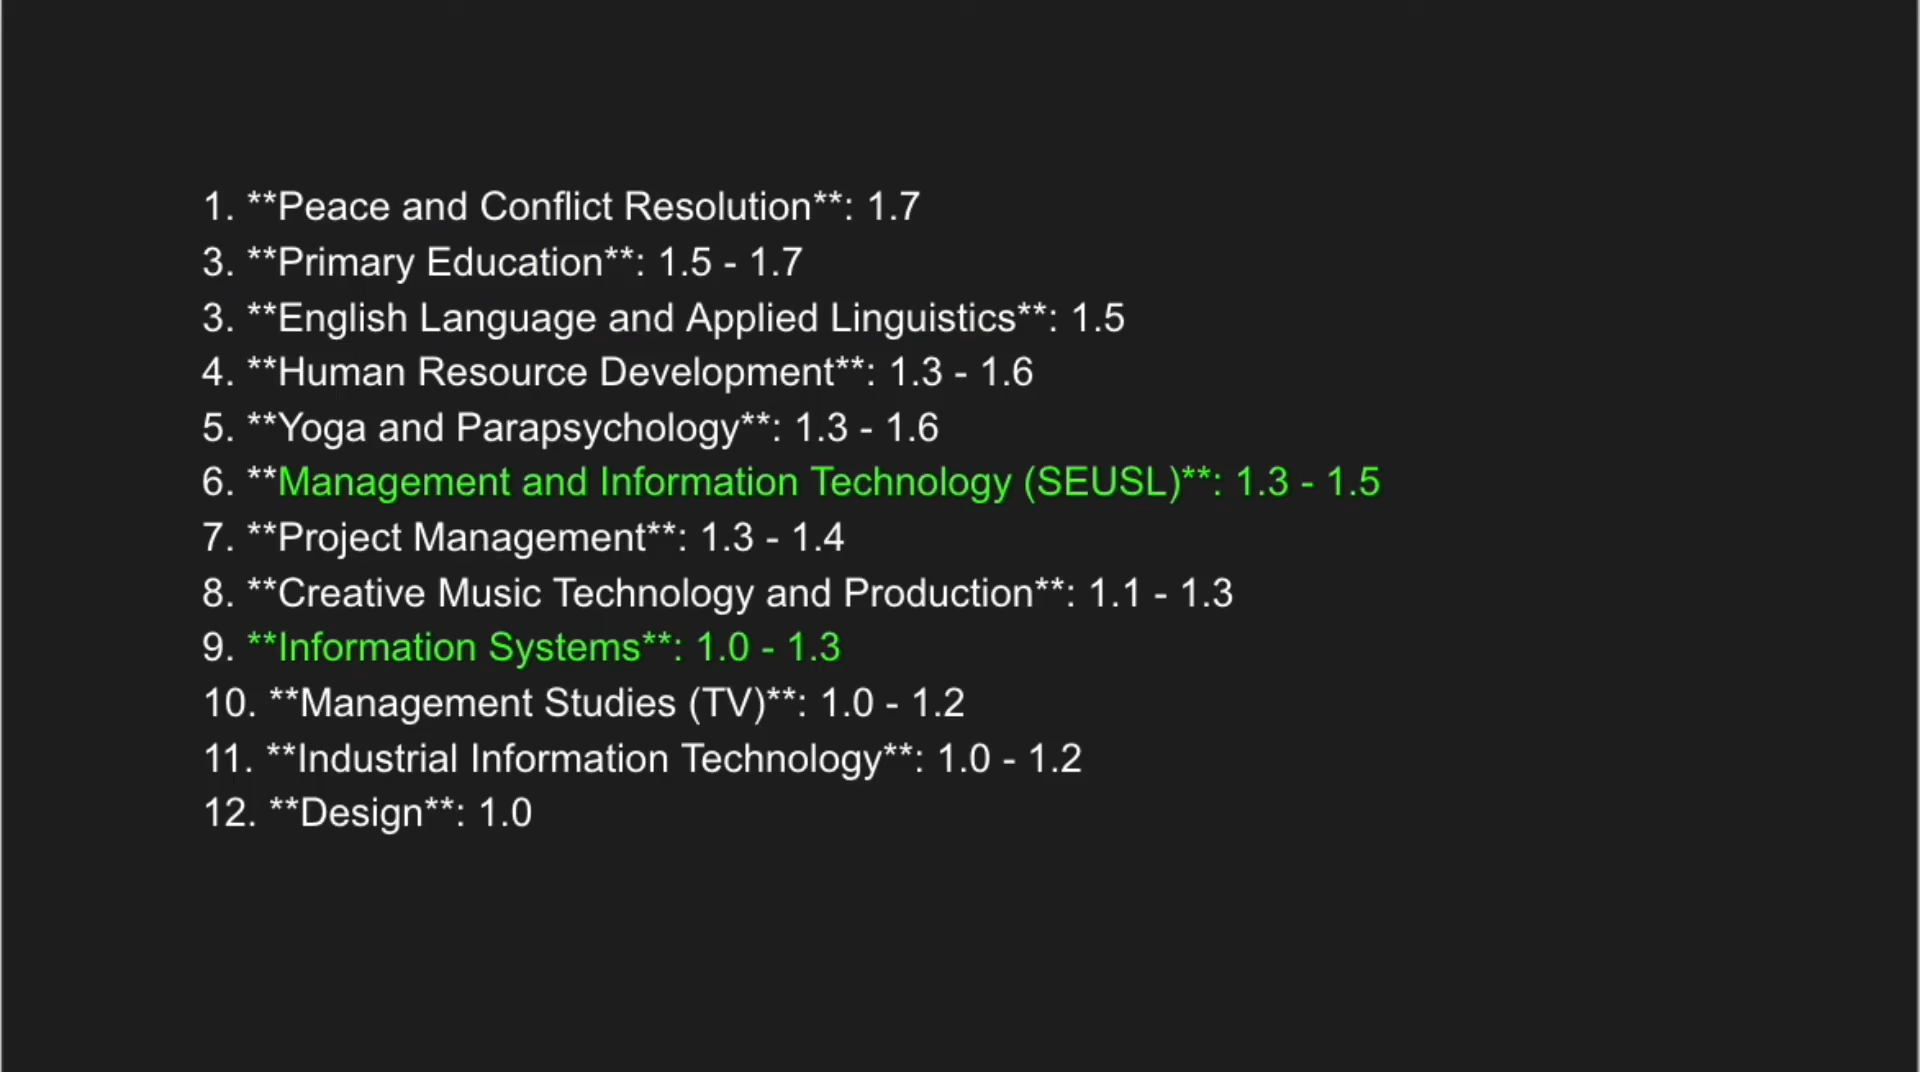 1. **Peace and Conflict Resolution**: 1.7
3. **Primary Education**: 1.5 - 1.7
3. **English Language and Applied Linguistics**: 1.5
4. **Human Resource Development**: 1.3 - 1.6
5. **Yoga and Parapsychology**: 1.3 - 1.6
6. **Management and Information Technology (SEUSL)**: 1.3 - 1.5
7. **Project Management**: 1.3 - 1.4
8. **Creative Music Technology and Production**: 1.1 - 1.3
9. **Information Systems**: 1.0 - 1.3
10. **Management Studies (TV)**: 1.0 - 1.2
11. **Industrial Information Technology**: 1.0 - 1.2
12. **Design**: 1.0